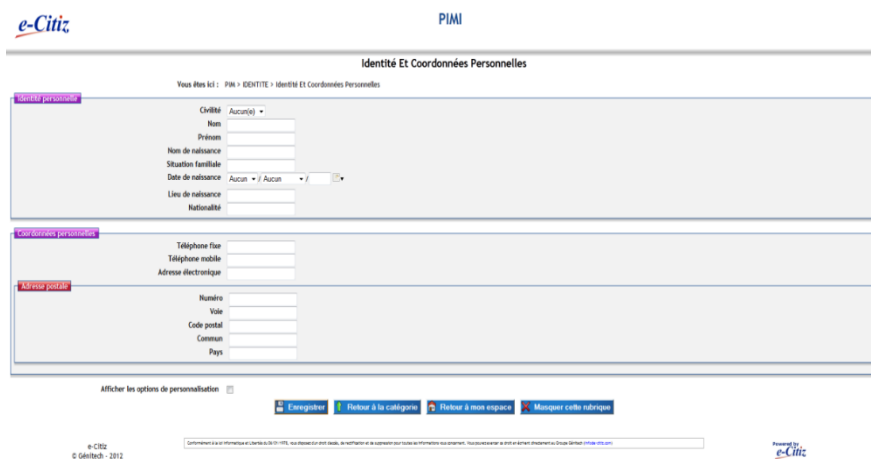 e-Citiz
PIMI
Identité Et Coordonnées Personnelles
Vous êtes ici : PIMI > IDENTITE > Identité Et Coordonnées Personnelles
Identité personnelle
Civilité Aucun(e)
Nom
Prénom
Nom de naissance
Situation familiale
Date de naissance Aucun / Aucun /
Lieu de naissance
Nationalité
Coordonnées personnelles
Téléphone fixe
Téléphone mobile
Adresse électronique
Adresse postale
Numéro
Voie
Code postal
Commun
Pays
Afficher les options de personnalisation
Enregistrer Retour à la catégorie Retour à mon espace Masquer cette rubrique
e-Citiz
© Génitech - 2012
Powered by
e-Citiz